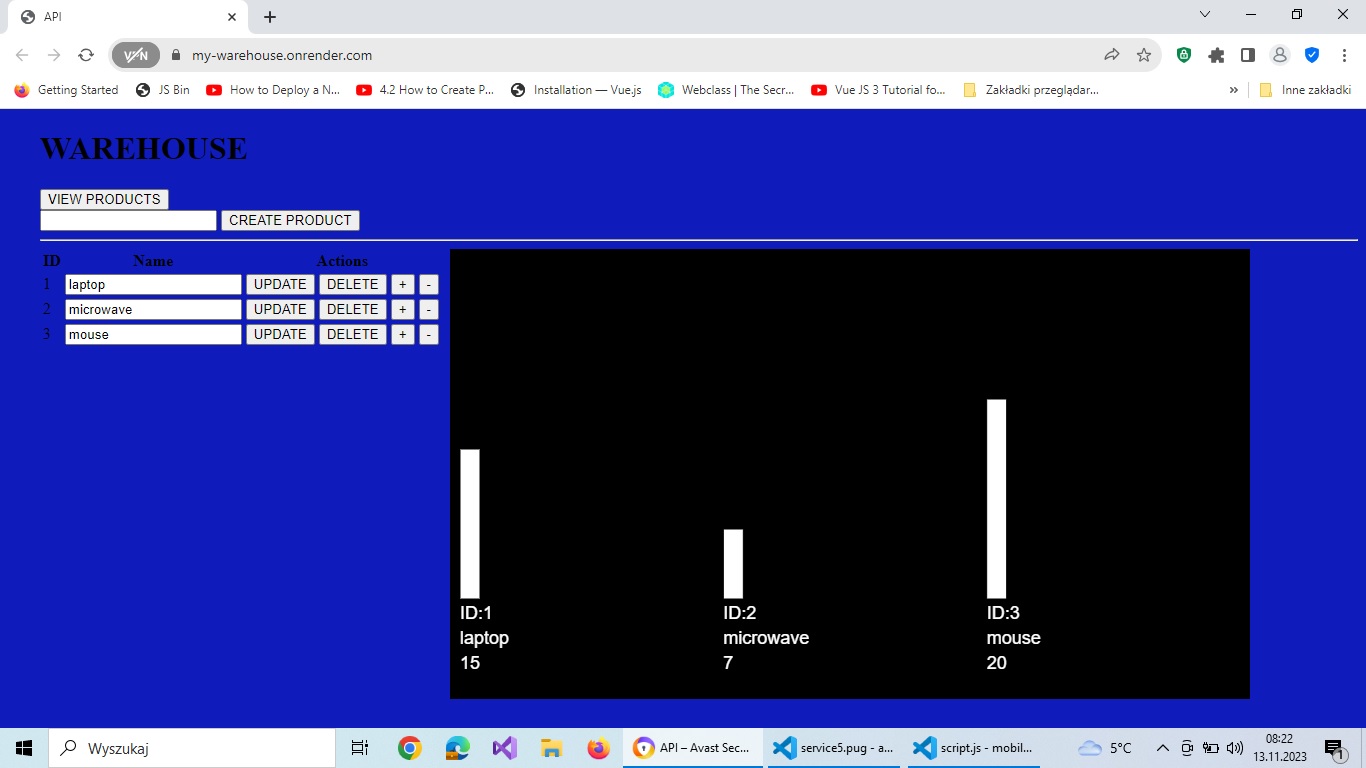 API
VPN
my-warehouse.onrender.com
Getting Started JS Bin How to Deploy a N... 4.2 How to Create P... Installation — Vue.js Webclass | The Secr... Vue JS 3 Tutorial fo... Zakładki przeglądar... » Inne zakładki
WAREHOUSE
VIEW PRODUCTS
CREATE PRODUCT
ID Name Actions
1 laptop UPDATE DELETE + -
2 microwave UPDATE DELETE + -
3 mouse UPDATE DELETE + -
ID:1 ID:2 ID:3
laptop microwave mouse
15 7 20
Wyszukaj API – Avast Sec... service5.pug - a... script.js - mobil... 5°C 08:22
13.11.2023 1